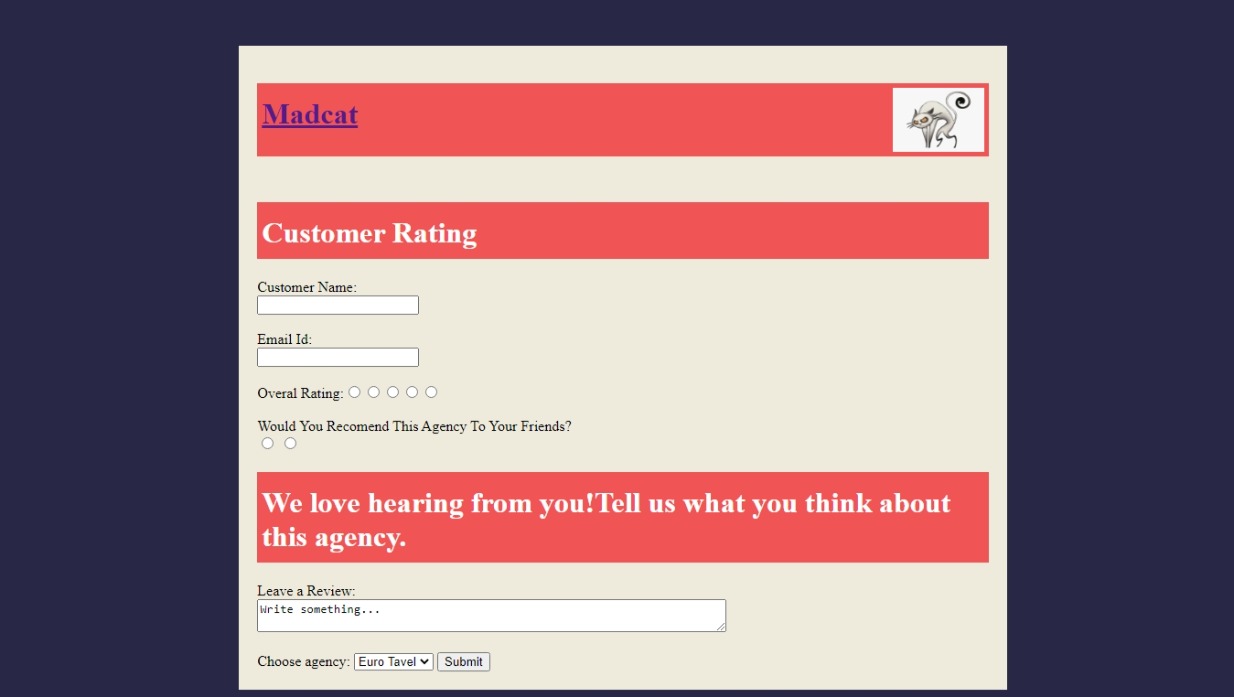 Madcat
Customer Rating
Customer Name:
Email Id:
Overal Rating:
Would You Recomend This Agency To Your Friends?
We love hearing from you!Tell us what you think about
this agency.
Leave a Review:
Write something...
Choose agency: Euro Tavel Submit